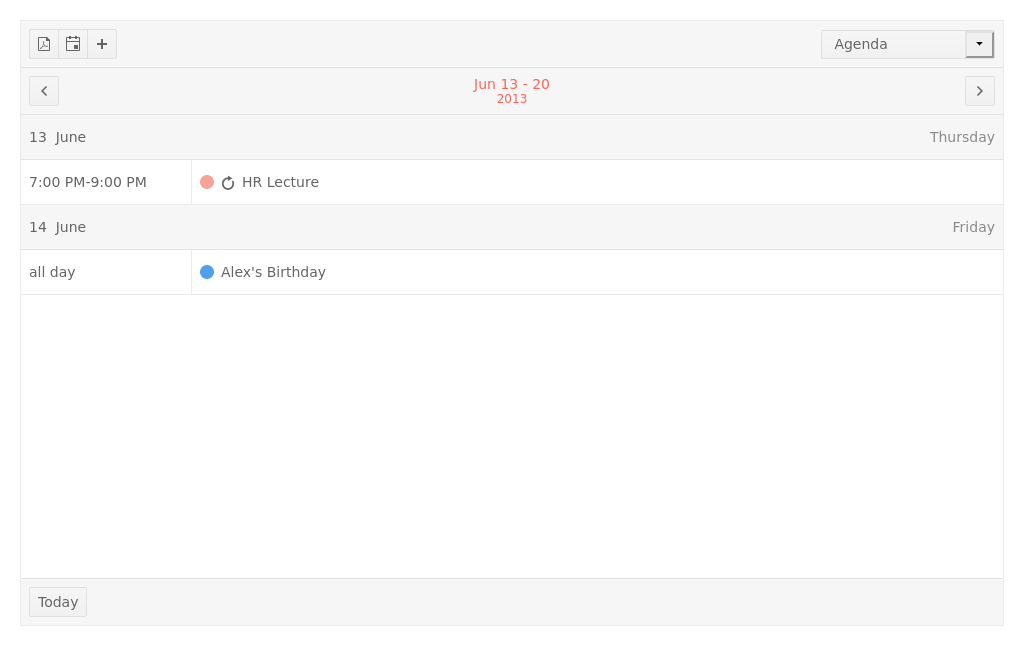 Agenda
Jun 13 - 20
2013
13 June Thursday
7:00 PM-9:00 PM HR Lecture
14 June Friday
all day Alex's Birthday
Today